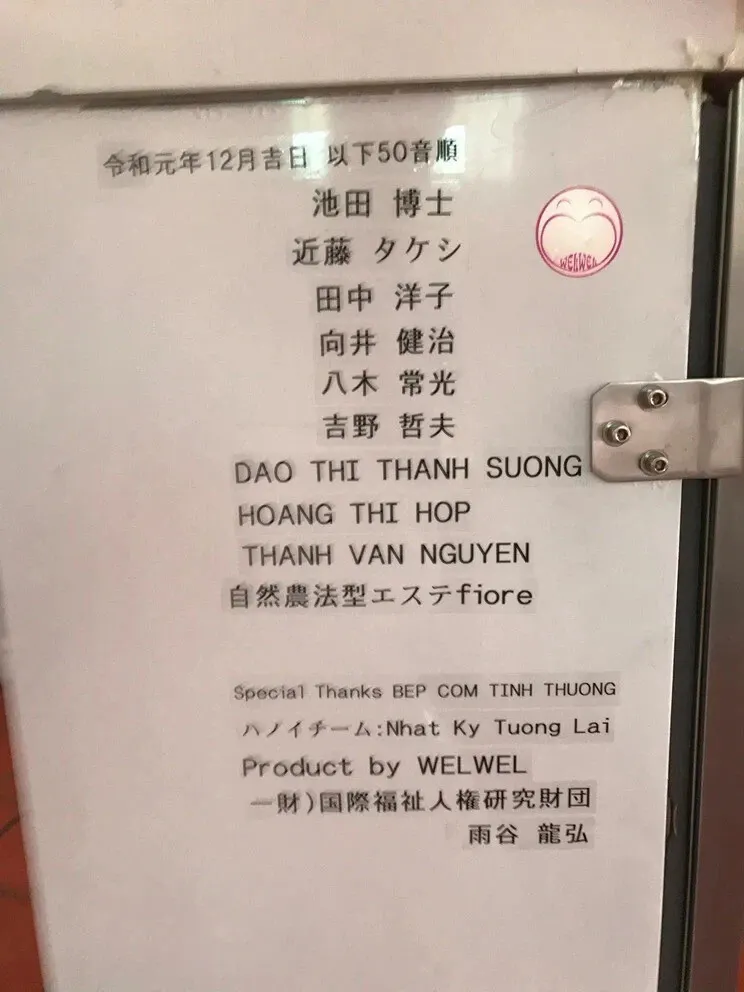 令和元年12月吉日 以下50音順
池田 博士
WELWEL
近藤 タケシ
田中 洋子
向井 健治
八木 常光
吉野 哲夫
DAO THI THANH SUONG
HOANG THI HOP
THANH VAN NGUYEN
自然農法型エステfiore
Special Thanks BEP COM TINH THUONG
ハノイチーム:Nhat Ky Tuong Lai
Product by WELWEL
一財)国際福祉人権研究財団
雨谷 龍弘